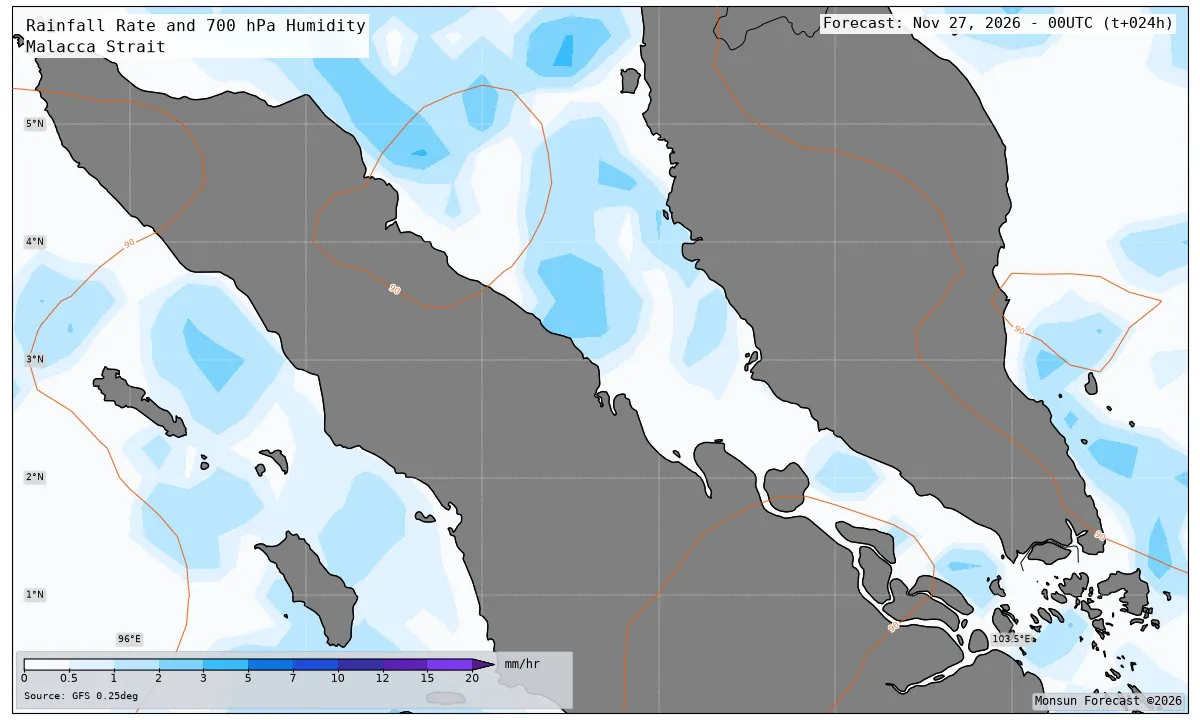 Rainfall Rate and 700 hPa Humidity
Malacca Strait
Forecast: Nov 27, 2026 - 00UTC (t+024h)
5°N
4°N
90
90
90
3°N
2°N
90
1°N
90
96°E
103.5°E
mm/hr
0 0.5 1 2 3 5 7 10 12 15 20
Source: GFS 0.25deg
Monsun Forecast ©2026